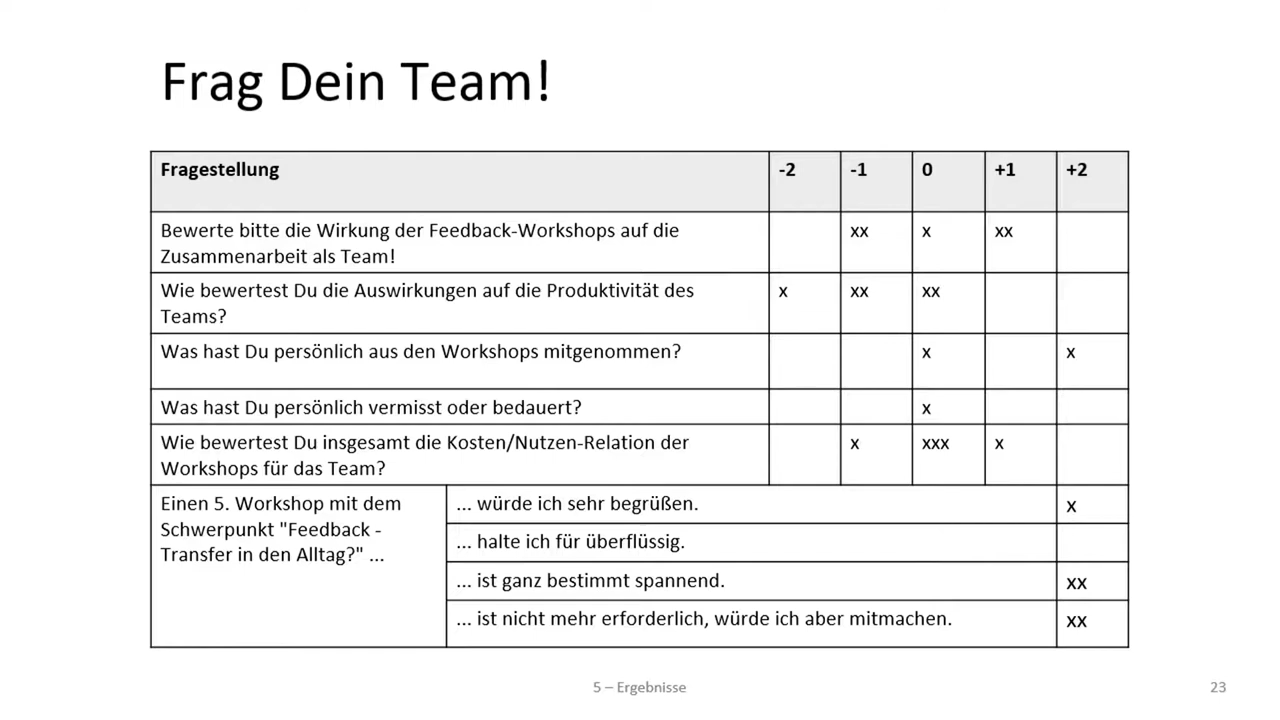 Frag Dein Team!
Fragestellung -2 -1 0 +1 +2
Bewerte bitte die Wirkung der Feedback-Workshops auf die xx x xx
Zusammenarbeit als Team!
Wie bewertest Du die Auswirkungen auf die Produktivität des x xx xx
Teams?
Was hast Du persönlich aus den Workshops mitgenommen? x x
Was hast Du persönlich vermisst oder bedauert? x
Wie bewertest Du insgesamt die Kosten/Nutzen-Relation der x xxx x
Workshops für das Team?
Einen 5. Workshop mit dem
Schwerpunkt "Feedback -
Transfer in den Alltag?" ...
... würde ich sehr begrüßen. x
... halte ich für überflüssig.
... ist ganz bestimmt spannend. xx
... ist nicht mehr erforderlich, würde ich aber mitmachen. xx
5 – Ergebnisse 23